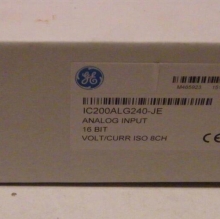 IC200ALG240-JE
ANALOG INPUT
16 BIT
VOLT/CURR ISO 8CH